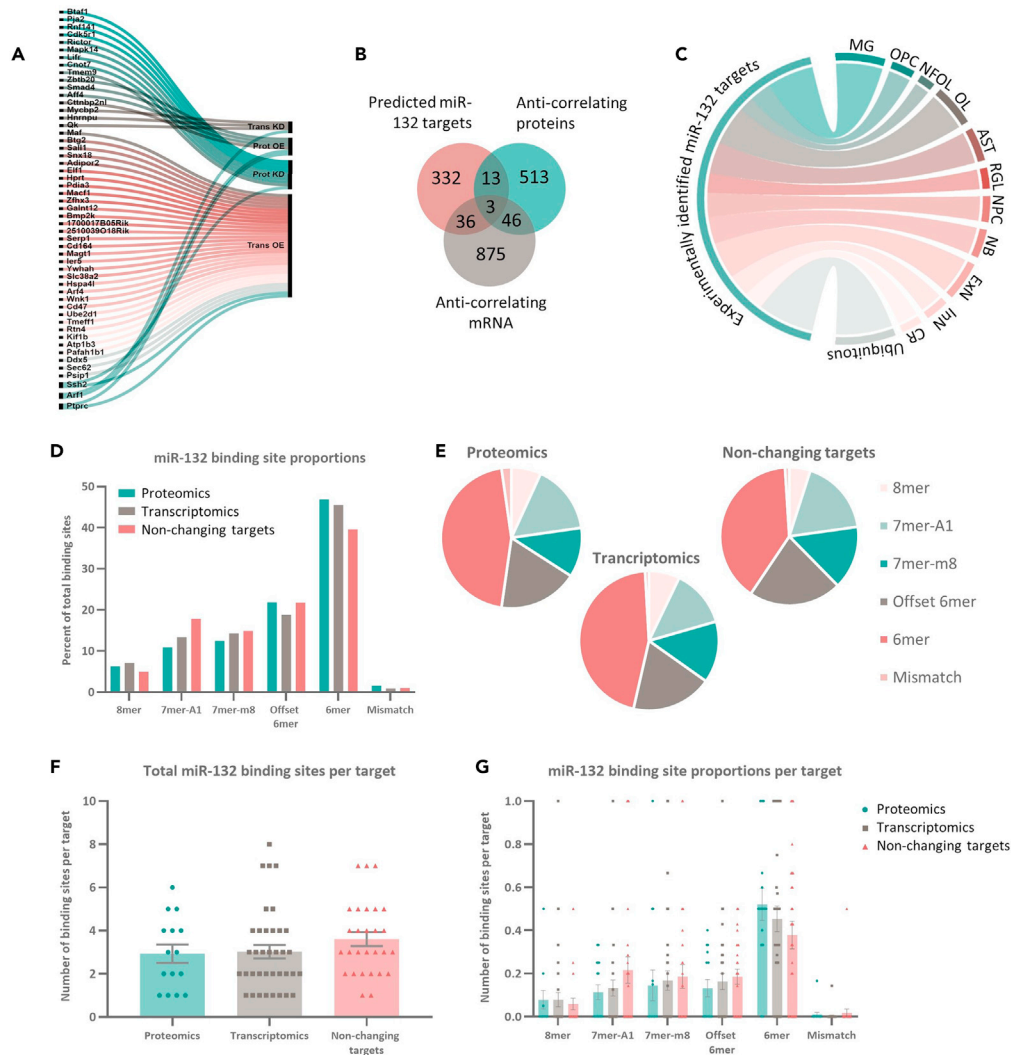 A
Btaf1
Pja2
Rnf141
Cdk5r1
Rictor
Mapk14
Lifr
Cnot7
Tmem9
Zbtb20
Smad4
Aff4
Cttnbp2nl
Mycbp2
Hnrnpu
Qk
Maf
Btg2
Sall1
Snx18
Adipor2
Elf1
Hprt
Pdia3
Macf1
Zfhx3
Galnt12
Bmp2k
1700017B05Rik
2510039O18Rik
Serp1
Cd164
Magt1
Ier5
Ywhah
Slc38a2
Hspa4l
Arf4
Wnk1
Cd47
Ube2d1
Tmeff1
Rtn4
Kif1b
Atp1b3
Pafah1b1
Ddx5
Sec62
Psip1
Ssh2
Arf1
Ptprc
Trans KD
Prot OE
Prot KD
Trans OE
B
Predicted miR-
132 targets
Anti-correlating
proteins
332
13
513
3
36
46
875
Anti-correlating
mRNA
C
Experimentally identified miR-132 targets
MG
OPC
NFOL
OL
AST
RGL
NPC
NB
ExN
InN
CR
Ubiquitous
D
miR-132 binding site proportions
Percent of total binding sites
50
40
30
20
10
0
Proteomics
Transcriptomics
Non-changing targets
8mer
7mer-A1
7mer-m8
Offset
6mer
6mer
Mismatch
E
Proteomics
Non-changing targets
Trancriptomics
8mer
7mer-A1
7mer-m8
Offset 6mer
6mer
Mismatch
F
Total miR-132 binding sites per target
Number of binding sites per target
10
8
6
4
2
0
Proteomics
Transcriptomics
Non-changing
targets
G
miR-132 binding site proportions per target
Number of binding sites per target
1.0
0.8
0.6
0.4
0.2
0.0
8mer
7mer-A1
7mer-m8
Offset
6mer
6mer
Mismatch
Proteomics
Transcriptomics
Non-changing targets